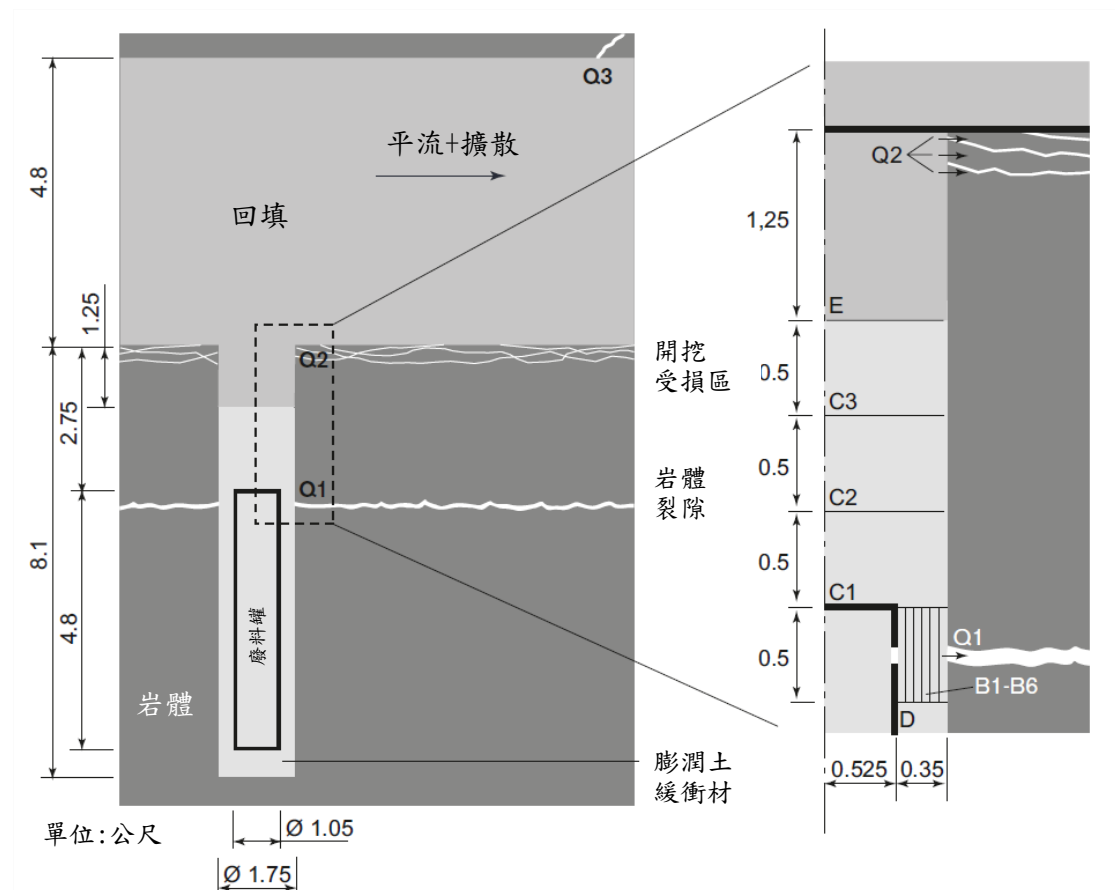 Q3
平流+擴散
4.8
回填
1.25
Q2
2.75
Q1
8.1
4.8
廢料罐
岩體
膨潤土
緩衝材
單位:公尺
Ø 1.05
Ø 1.75
開挖
受損區
岩體
裂隙
Q2
1,25
E
0.5
C3
0.5
C2
0.5
C1
0.5
Q1
B1-B6
D
0.525
0.35